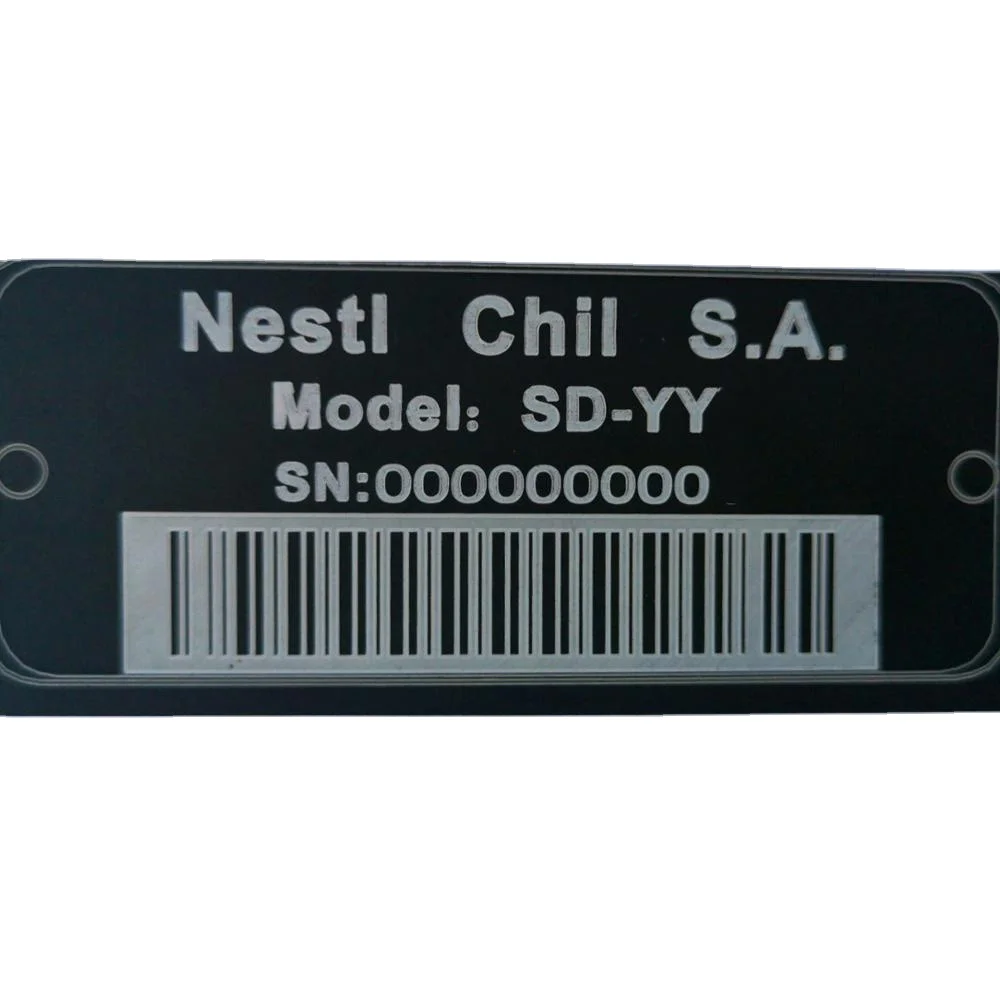 Nestl Chil S.A.
Model: SD-YY
SN:000000000